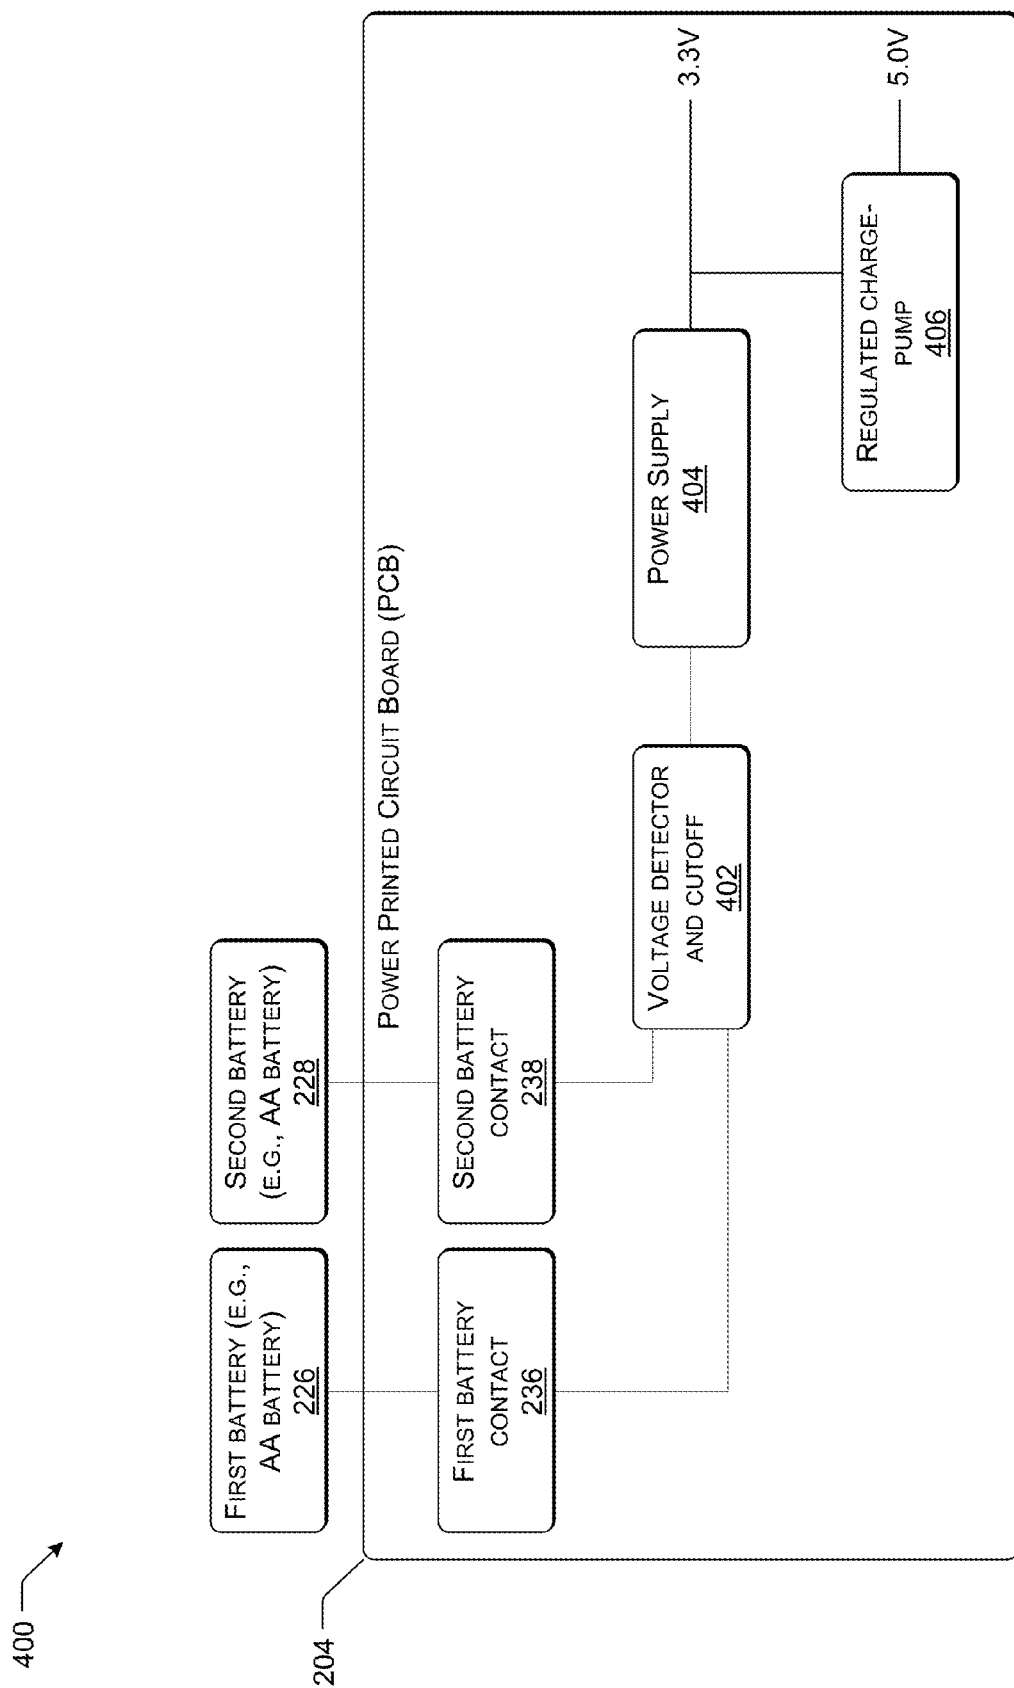 400
204
FIRST BATTERY (E.G.,
AA BATTERY)
226
SECOND BATTERY
(E.G., AA BATTERY)
228
POWER PRINTED CIRCUIT BOARD (PCB)
FIRST BATTERY
CONTACT
236
SECOND BATTERY
CONTACT
238
VOLTAGE DETECTOR
AND CUTOFF
402
POWER SUPPLY
404
3.3V
REGULATED CHARGE-
PUMP
406
5.0V